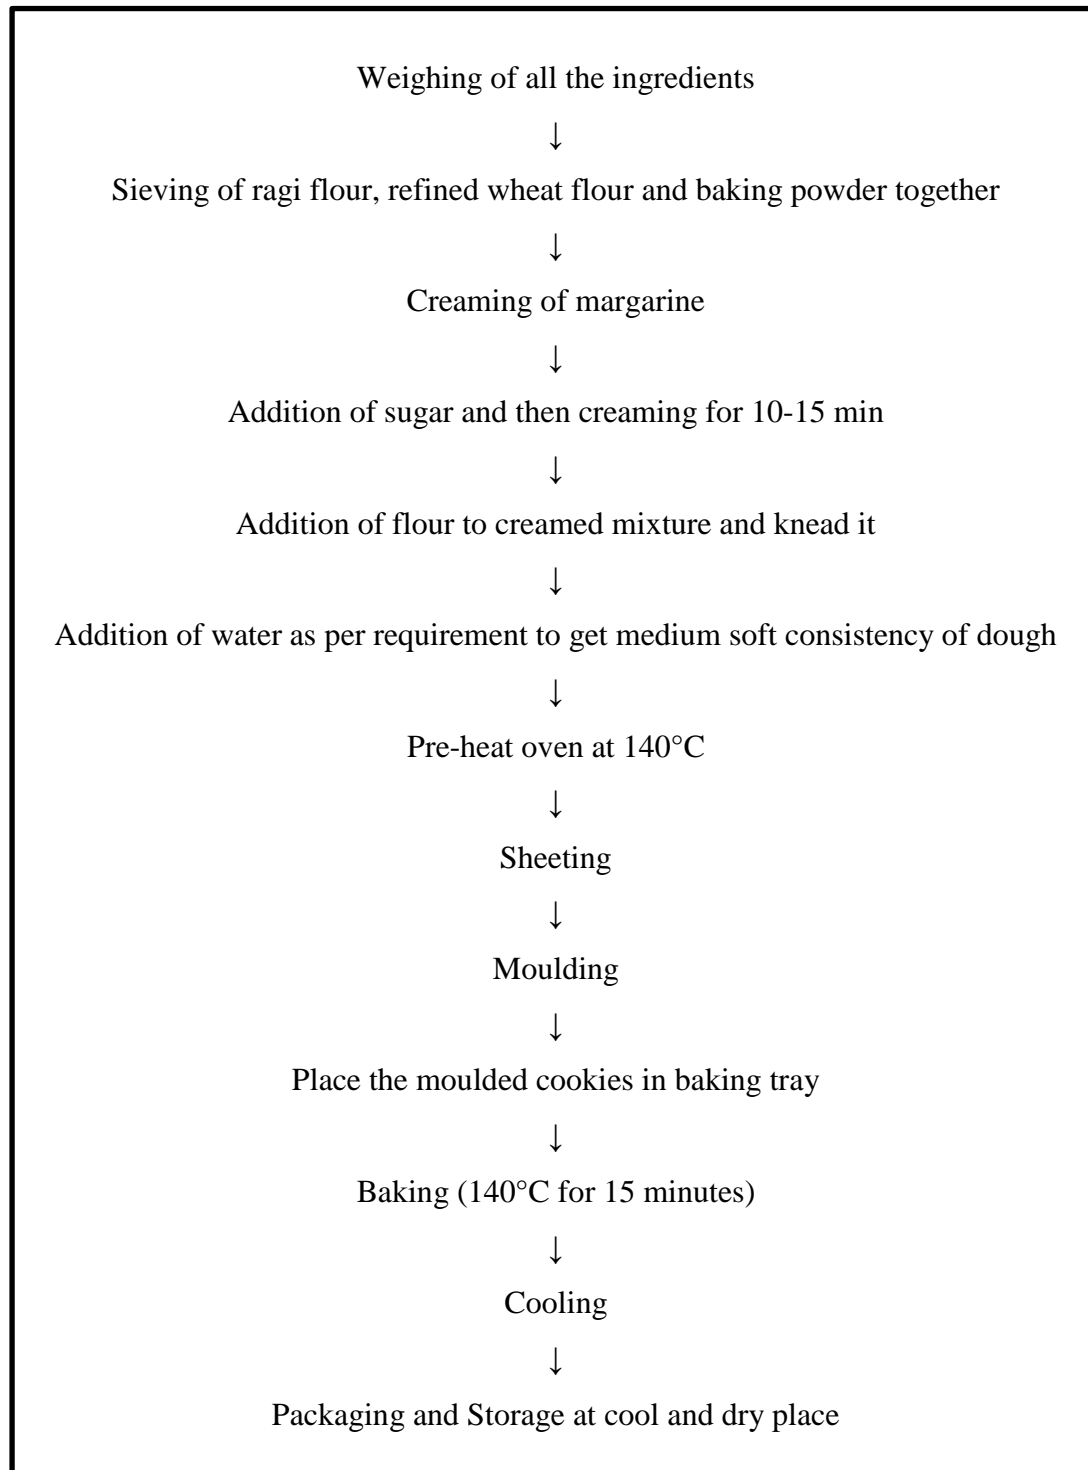 Weighing of all the ingredients
↓
Sieving of ragi flour, refined wheat flour and baking powder together
↓
Creaming of margarine
↓
Addition of sugar and then creaming for 10-15 min
↓
Addition of flour to creamed mixture and knead it
↓
Addition of water as per requirement to get medium soft consistency of dough
↓
Pre-heat oven at 140°C
↓
Sheeting
↓
Moulding
↓
Place the moulded cookies in baking tray
↓
Baking (140°C for 15 minutes)
↓
Cooling
↓
Packaging and Storage at cool and dry place